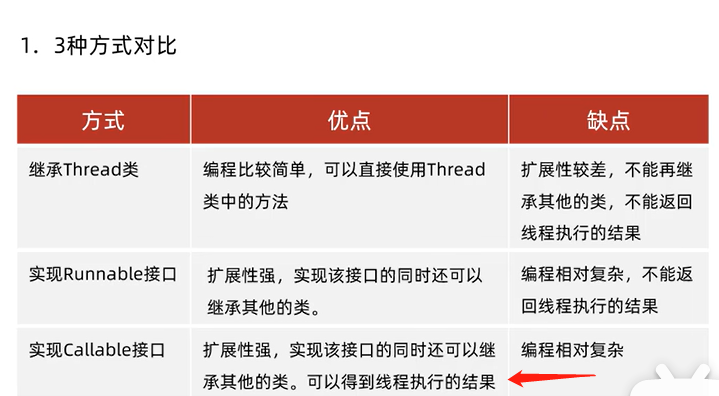 1. 3种方式对比
方式 优点 缺点
继承Thread类 编程比较简单，可以直接使用Thread 扩展性较差，不能再继
类中的方法 承其他的类，不能返回
线程执行的结果
实现Runnable接口 扩展性强，实现该接口的同时还可以 编程相对复杂，不能返
继承其他的类。 回线程执行的结果
实现Callable接口 扩展性强，实现该接口的同时还可以继 编程相对复杂
承其他的类。可以得到线程执行的结果